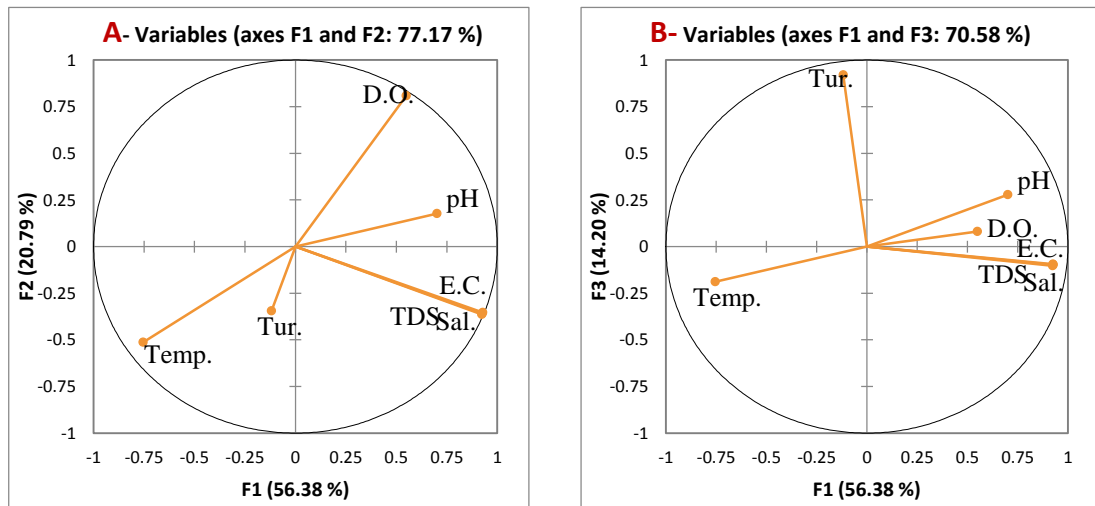 A- Variables (axes F1 and F2: 77.17 %)
1
0.75
0.5
0.25
0
-0.25
-0.5
-0.75
-1
F2 (20.79 %)
D.O.
pH
E.C.
TDS Sal.
Tur.
Temp.
-1 -0.75 -0.5 -0.25 0 0.25 0.5 0.75 1
F1 (56.38 %)
B- Variables (axes F1 and F3: 70.58 %)
1
0.75
0.5
0.25
0
-0.25
-0.5
-0.75
-1
F3 (14.20 %)
Tur.
pH
D.O.
E.C.
TDS Sal.
Temp.
-1 -0.75 -0.5 -0.25 0 0.25 0.5 0.75 1
F1 (56.38 %)